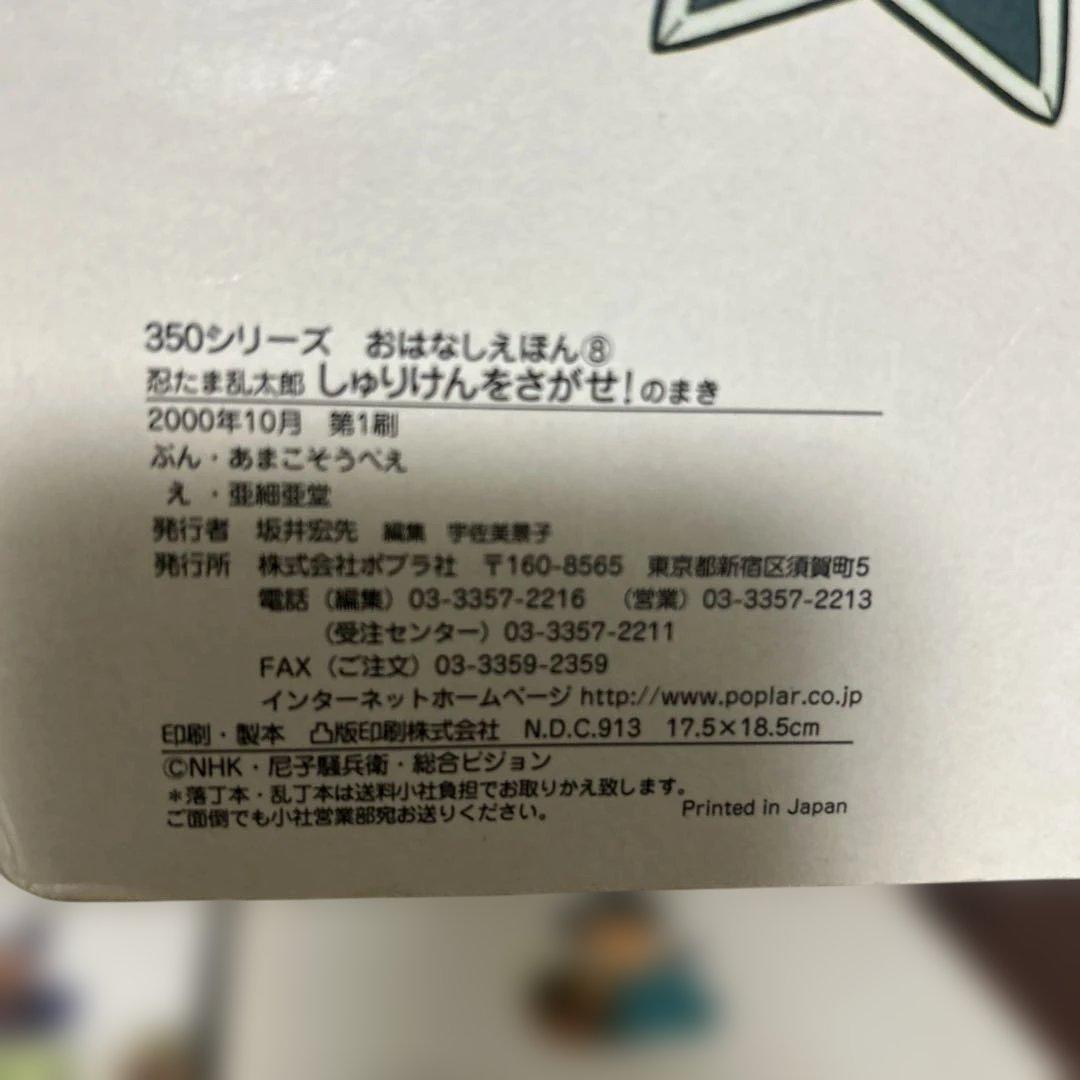 350シリーズ おはなしえほん⑧
忍たま乱太郎 しゅりけんをさがせ!のまき
2000年10月 第1刷
ぶん・あまこそうべえ
え ・亜細亜堂
発行者 坂井宏先 編集 宇佐美景子
発行所 株式会社ポプラ社 〒160-8565 東京都新宿区須賀町5
電話(編集)03-3357-2216 (営業)03-3357-2213
(受注センター)03-3357-2211
FAX(ご注文)03-3359-2359
インターネットホームページ http://www.poplar.co.jp
印刷・製本 凸版印刷株式会社 N.D.C.913 17.5×18.5cm
©NHK・尼子騒兵衛・総合ビジョン
*落丁本・乱丁本は送料小社負担でお取りかえ致します。
ご面倒でも小社営業部宛お送りください。 Printed in Japan